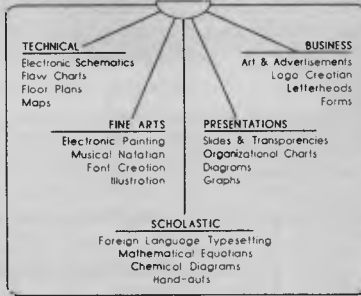 TECHNICAL
Electronic Schematics
Flow Charts
Floor Plans
Maps
BUSINESS
Art & Advertisements
Logo Creation
Letterheads
Forms
FINE ARTS
Electronic Painting
Musical Notation
Font Creation
Illustration
PRESENTATIONS
Slides & Transparencies
Organizational Charts
Diagrams
Graphs
SCHOLASTIC
Foreign Language Typesetting
Mathematical Equations
Chemical Diagrams
Hand-outs